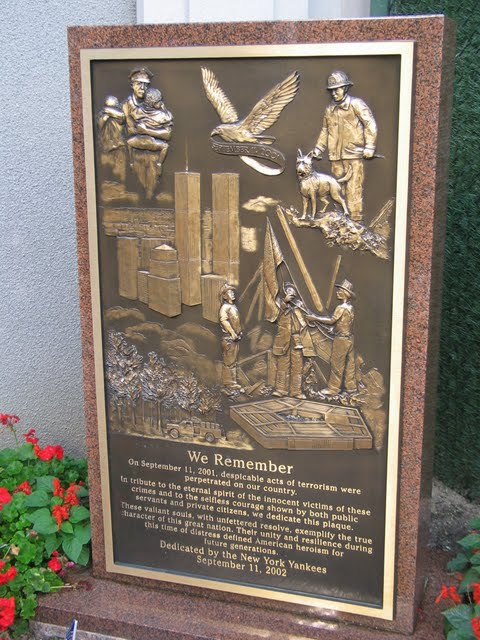 SEPTEMBER 11, 2001
We Remember
On September 11, 2001, despicable acts of terrorism were
perpetrated on our country.
In tribute to the eternal spirit of the innocent victims of these
crimes and to the selfless courage shown by both public
servants and private citizens, we dedicate this plaque.
These valiant souls, with unfettered resolve, exemplify the true
character of this great nation. Their unity and resilience during
this time of distress defined American heroism for
future generations.
Dedicated by the New York Yankees
September 11, 2002